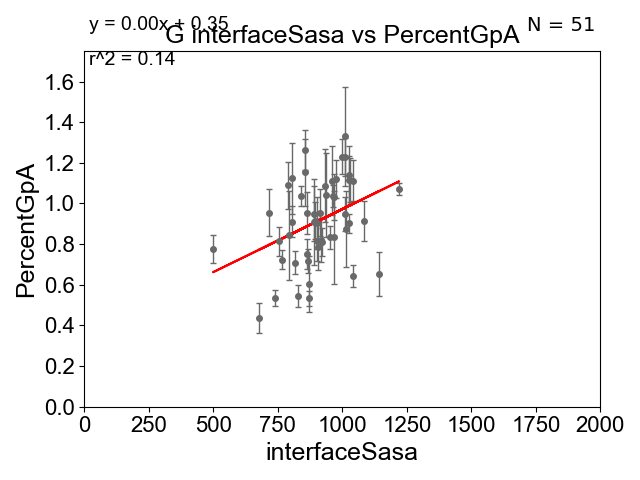 y = 0.00x + 0.35
N = 51
G interfaceSasa vs PercentGpA
r^2 = 0.14
PercentGpA
1.6
1.4
1.2
1.0
0.8
0.6
0.4
0.2
0.0
0 250 500 750 1000 1250 1500 1750 2000
interfaceSasa